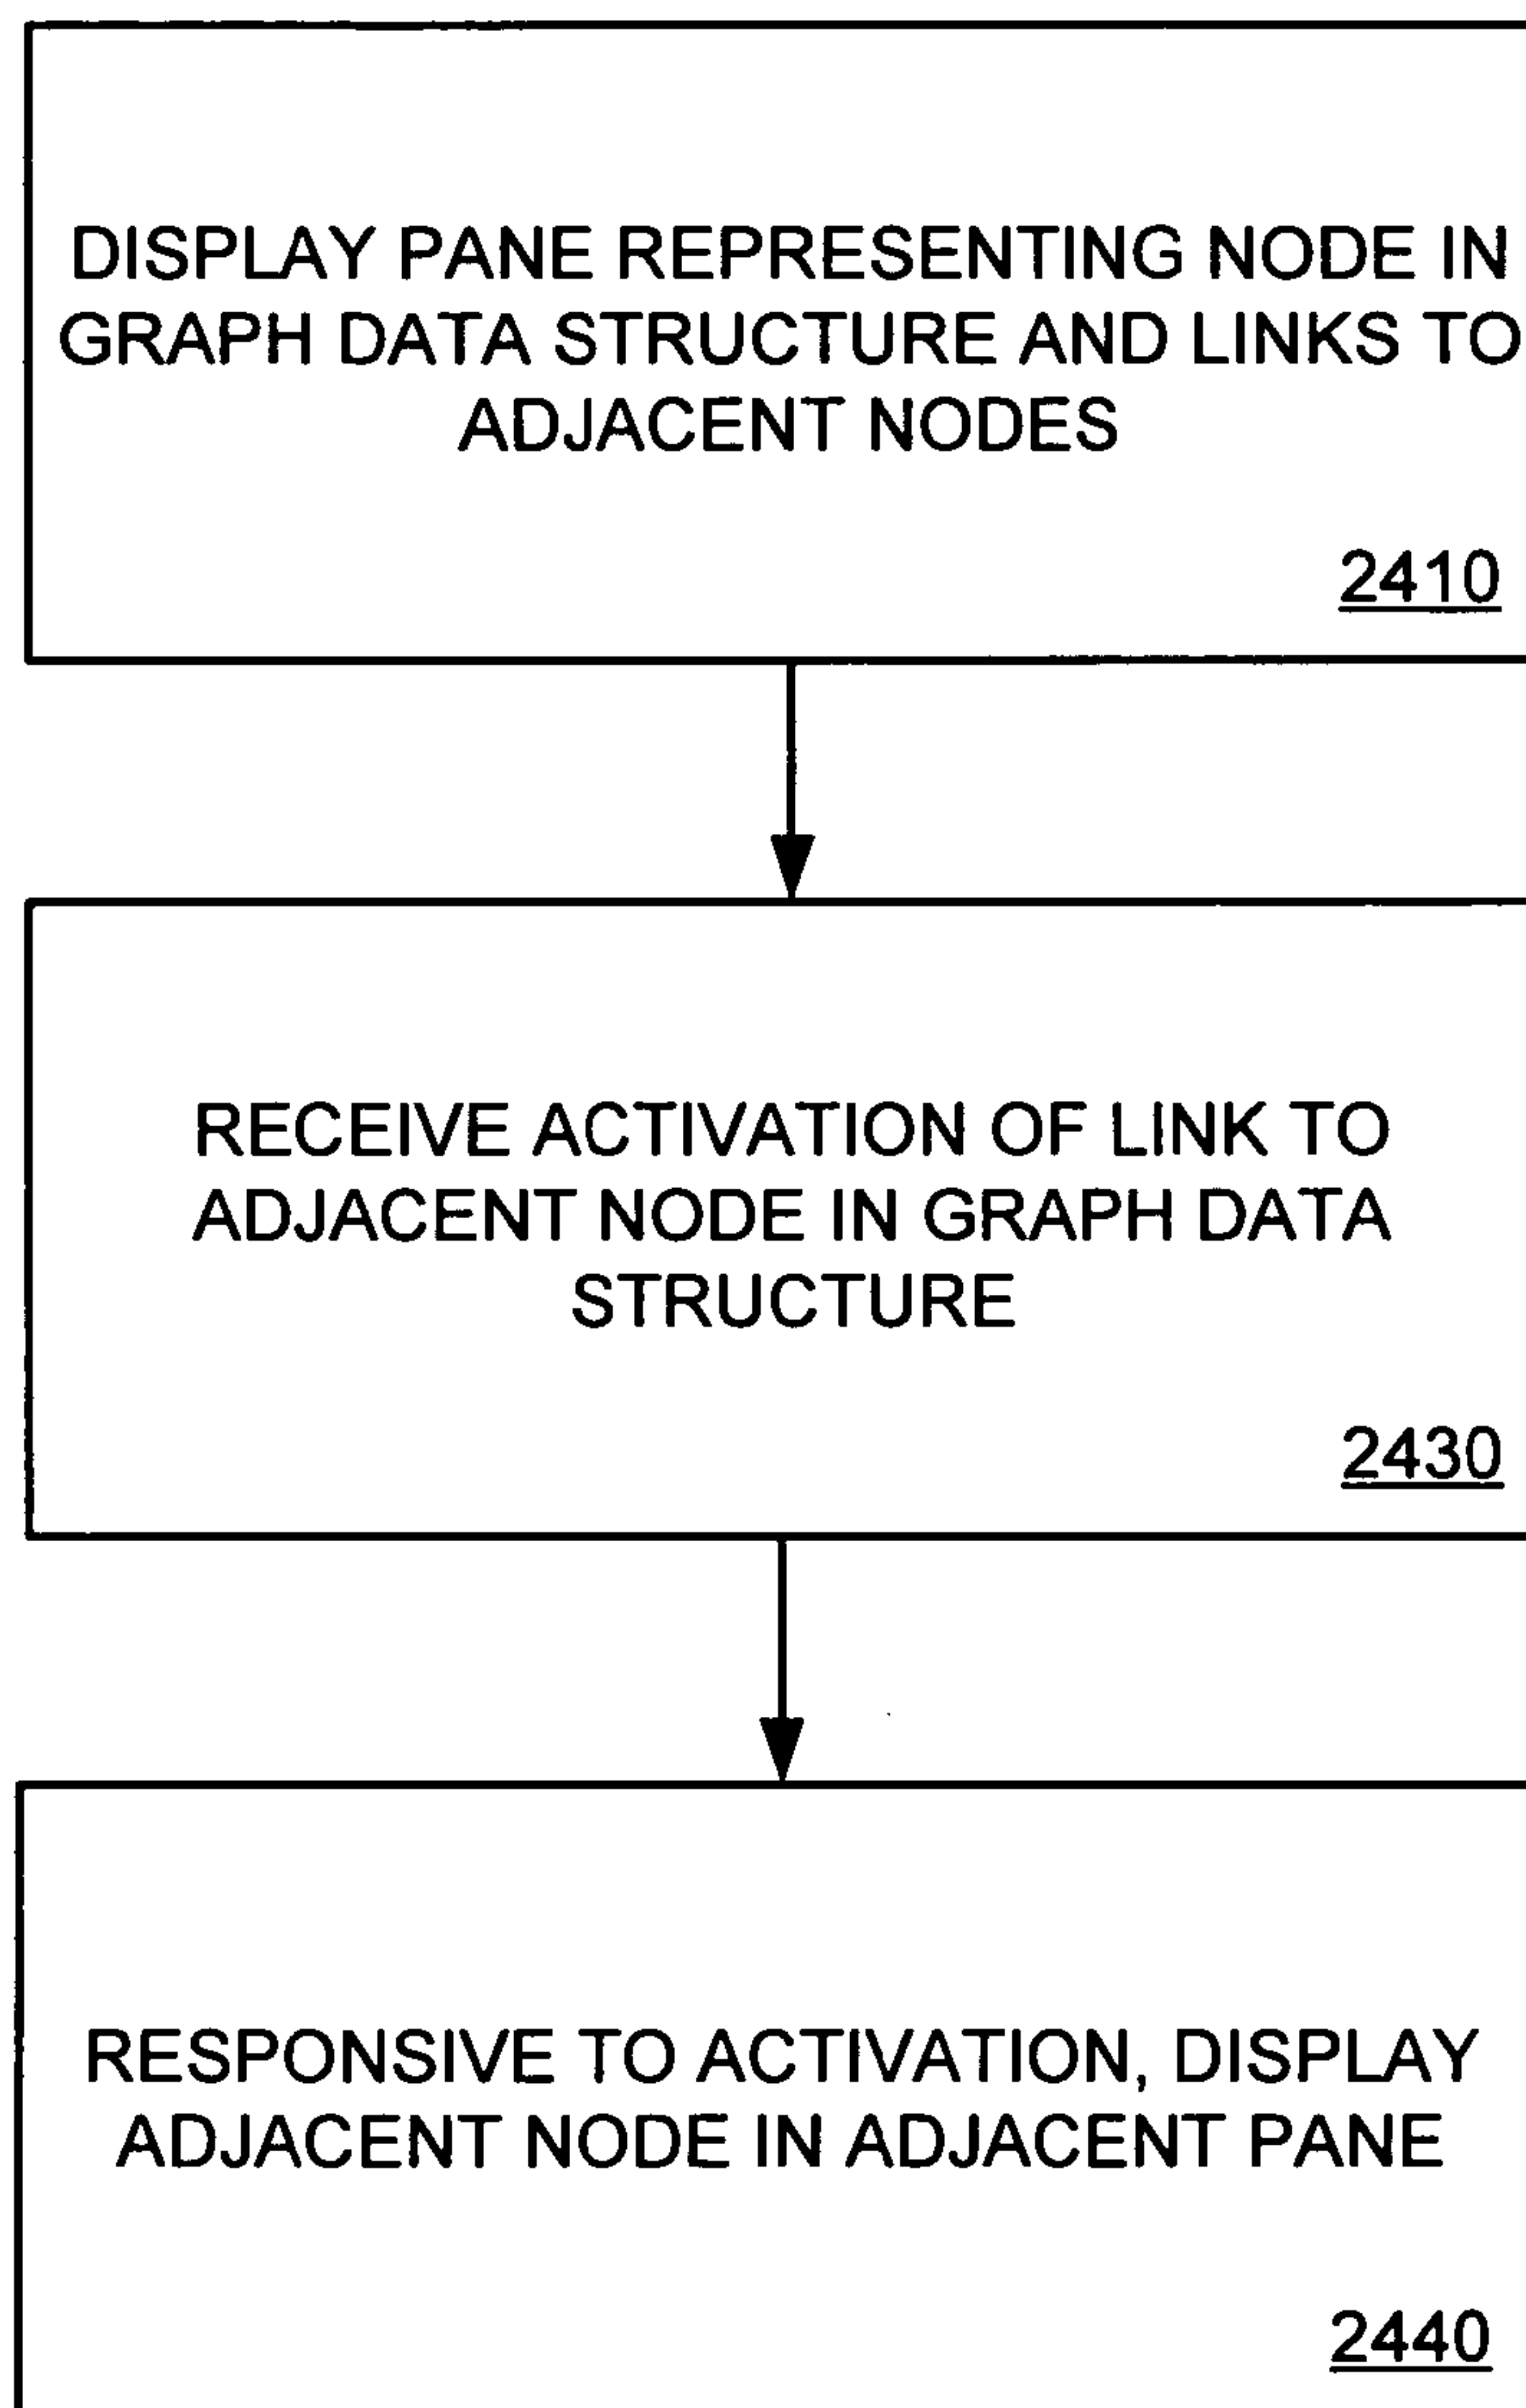 DISPLAY PANE REPRESENTING NODE IN
GRAPH DATA STRUCTURE AND LINKS TO
ADJACENT NODES
2410
RECEIVE ACTIVATION OF LINK TO
ADJACENT NODE IN GRAPH DATA
STRUCTURE
2430
RESPONSIVE TO ACTIVATION, DISPLAY
ADJACENT NODE IN ADJACENT PANE
2440